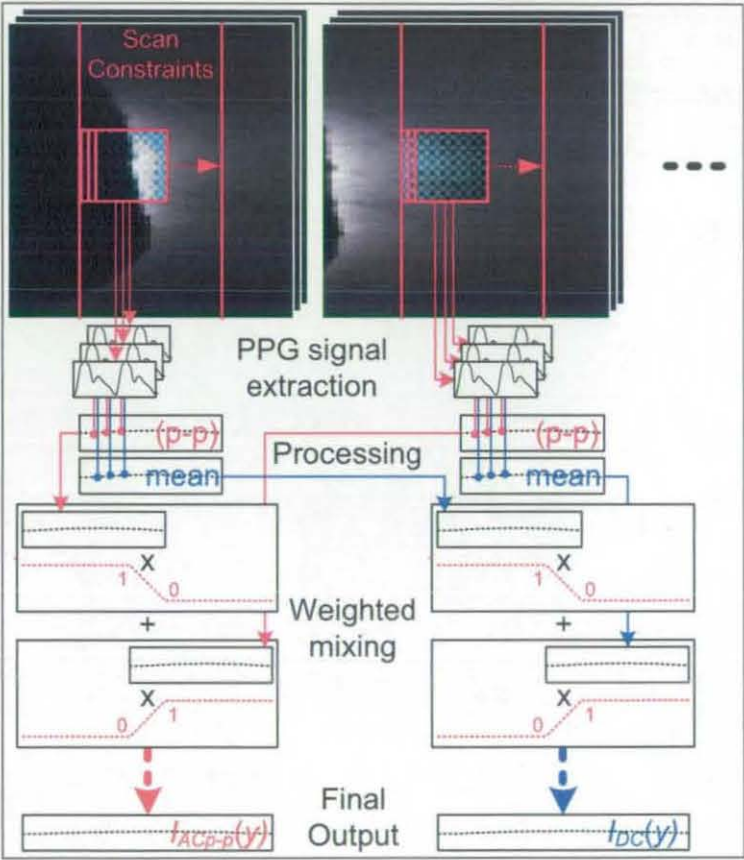 Scan
Constraints
PPG signal
extraction
(p-p)
(p-p)
Processing
mean
mean
x
1
0
x
1
0
+
Weighted
mixing
+
x
0
1
x
0
1
Final
Output
I_ACp-p(y)
I_DC(y)